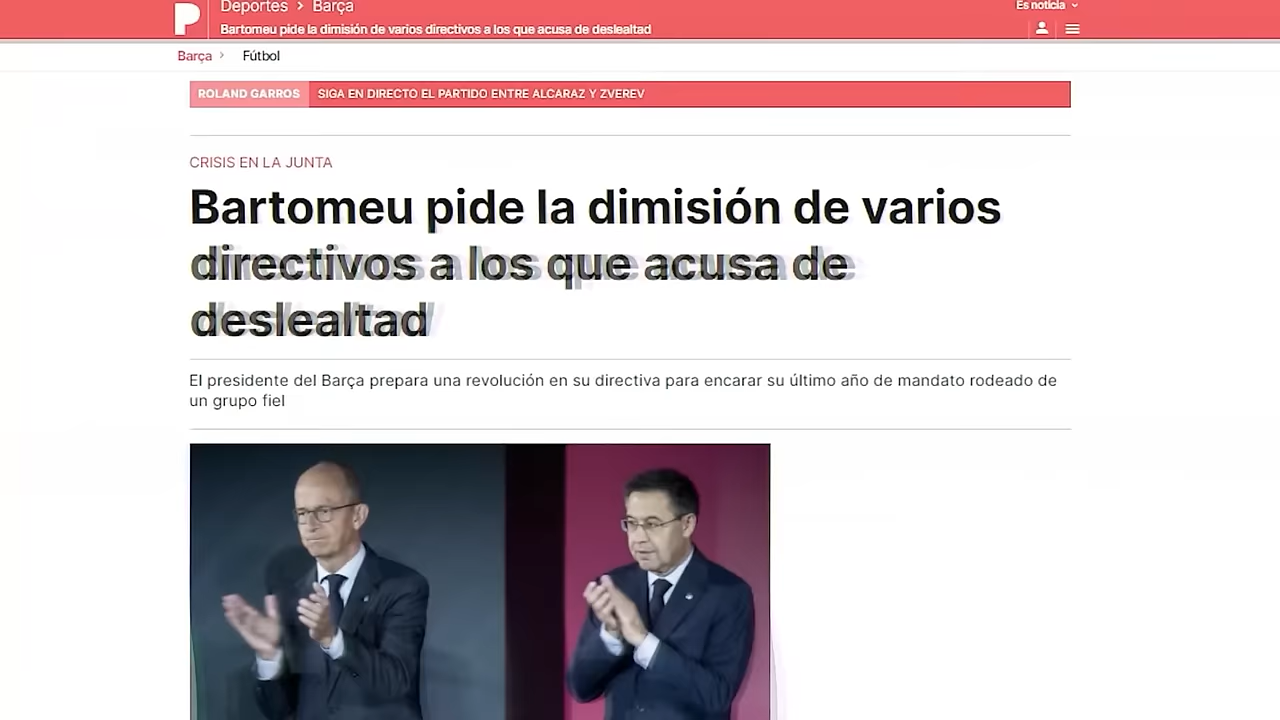 Deportes > Barça
Es noticia
Bartomeu pide la dimisión de varios directivos a los que acusa de deslealtad
Barça > Fútbol
ROLAND GARROS SIGA EN DIRECTO EL PARTIDO ENTRE ALCARAZ Y ZVEREV
CRISIS EN LA JUNTA
Bartomeu pide la dimisión de varios
directivos a los que acusa de
deslealtad
El presidente del Barça prepara una revolución en su directiva para encarar su último año de mandato rodeado de
un grupo fiel